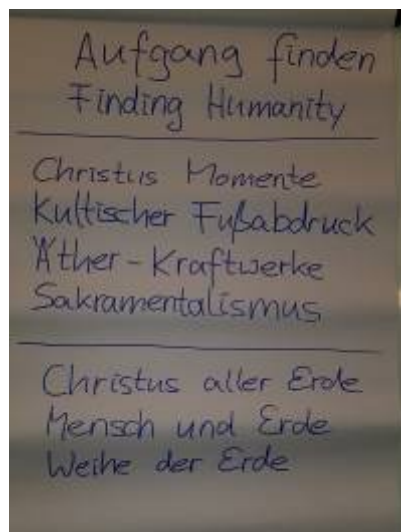 Aufgang finden
Finding Humanity
Christus Momente
Kultischer Fußabdruck
Äther-Kraftwerke
Sakramentalismus
Christus aller Erde
Mensch und Erde
Weihe der Erde